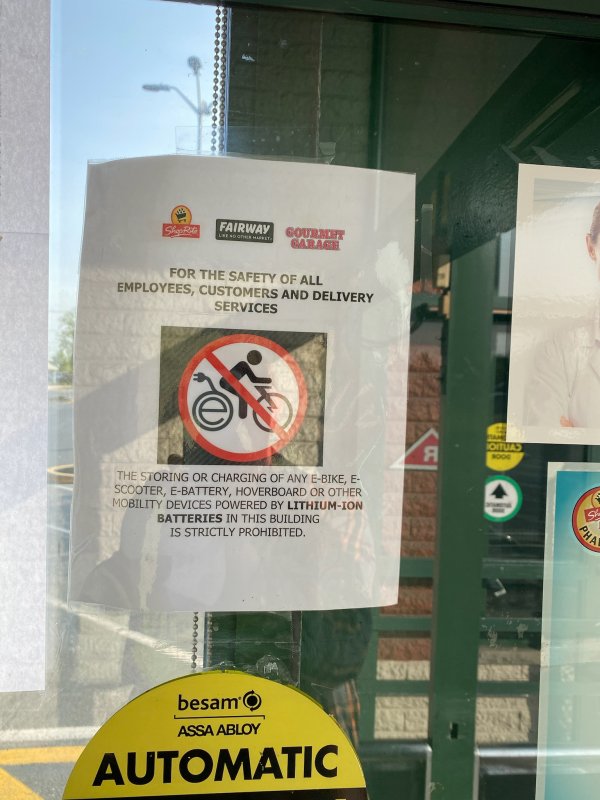 ShopRite
FAIRWAY
LIKE NO OTHER MARKET.
GOURMET
GARAGE
FOR THE SAFETY OF ALL
EMPLOYEES, CUSTOMERS AND DELIVERY
SERVICES
e
THE STORING OR CHARGING OF ANY E-BIKE, E-
SCOOTER, E-BATTERY, HOVERBOARD OR OTHER
MOBILITY DEVICES POWERED BY LITHIUM-ION
BATTERIES IN THIS BUILDING
IS STRICTLY PROHIBITED.
besam
ASSA ABLOY
AUTOMATIC